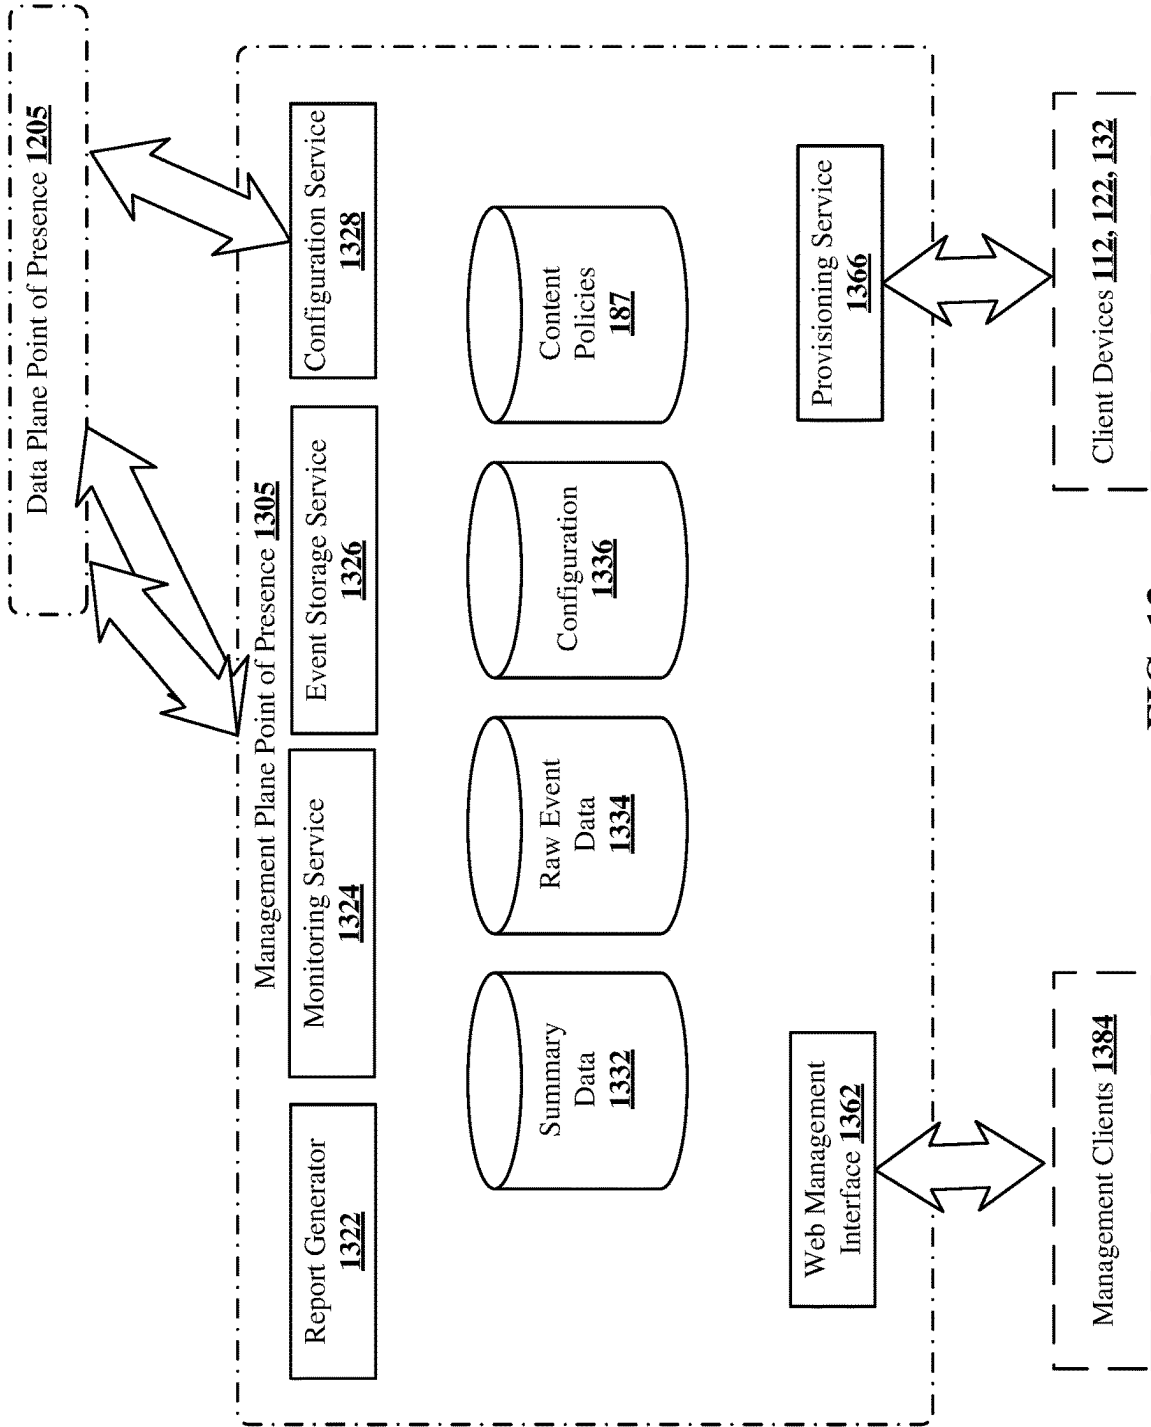 Data Plane Point of Presence 1205
Management Plane Point of Presence 1305
Report Generator
1322
Monitoring Service
1324
Event Storage Service
1326
Configuration Service
1328
Summary
Data
1332
Raw Event
Data
1334
Configuration
1336
Content
Policies
187
Web Management
Interface 1362
Provisioning Service
1366
Management Clients 1384
Client Devices 112, 122, 132